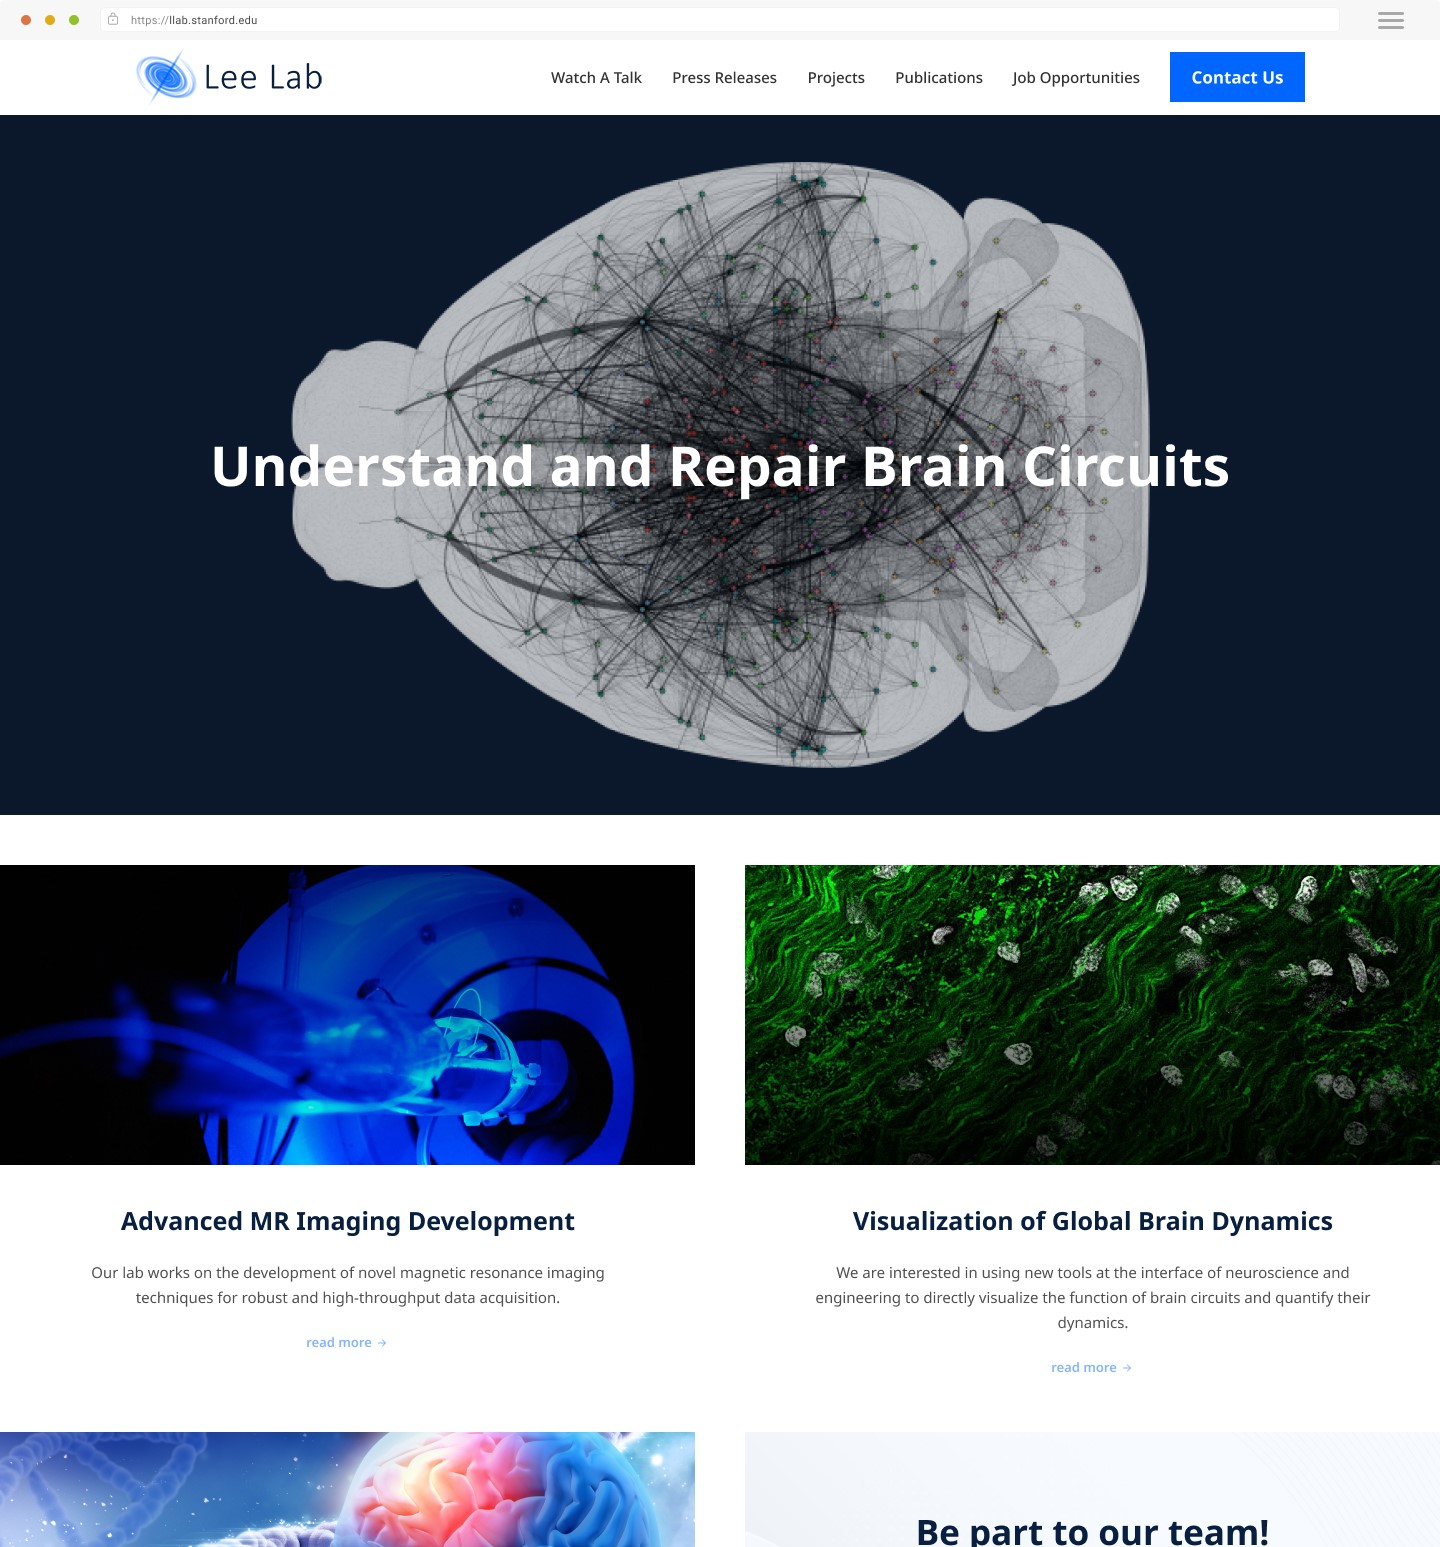 https://llab.stanford.edu
Lee Lab
Watch A Talk
Press Releases
Projects
Publications
Job Opportunities
Contact Us
Understand and Repair Brain Circuits
Advanced MR Imaging Development
Our lab works on the development of novel magnetic resonance imaging
techniques for robust and high-throughput data acquisition.
read more →
Visualization of Global Brain Dynamics
We are interested in using new tools at the interface of neuroscience and
engineering to directly visualize the function of brain circuits and quantify their
dynamics.
read more →
Be part to our team!